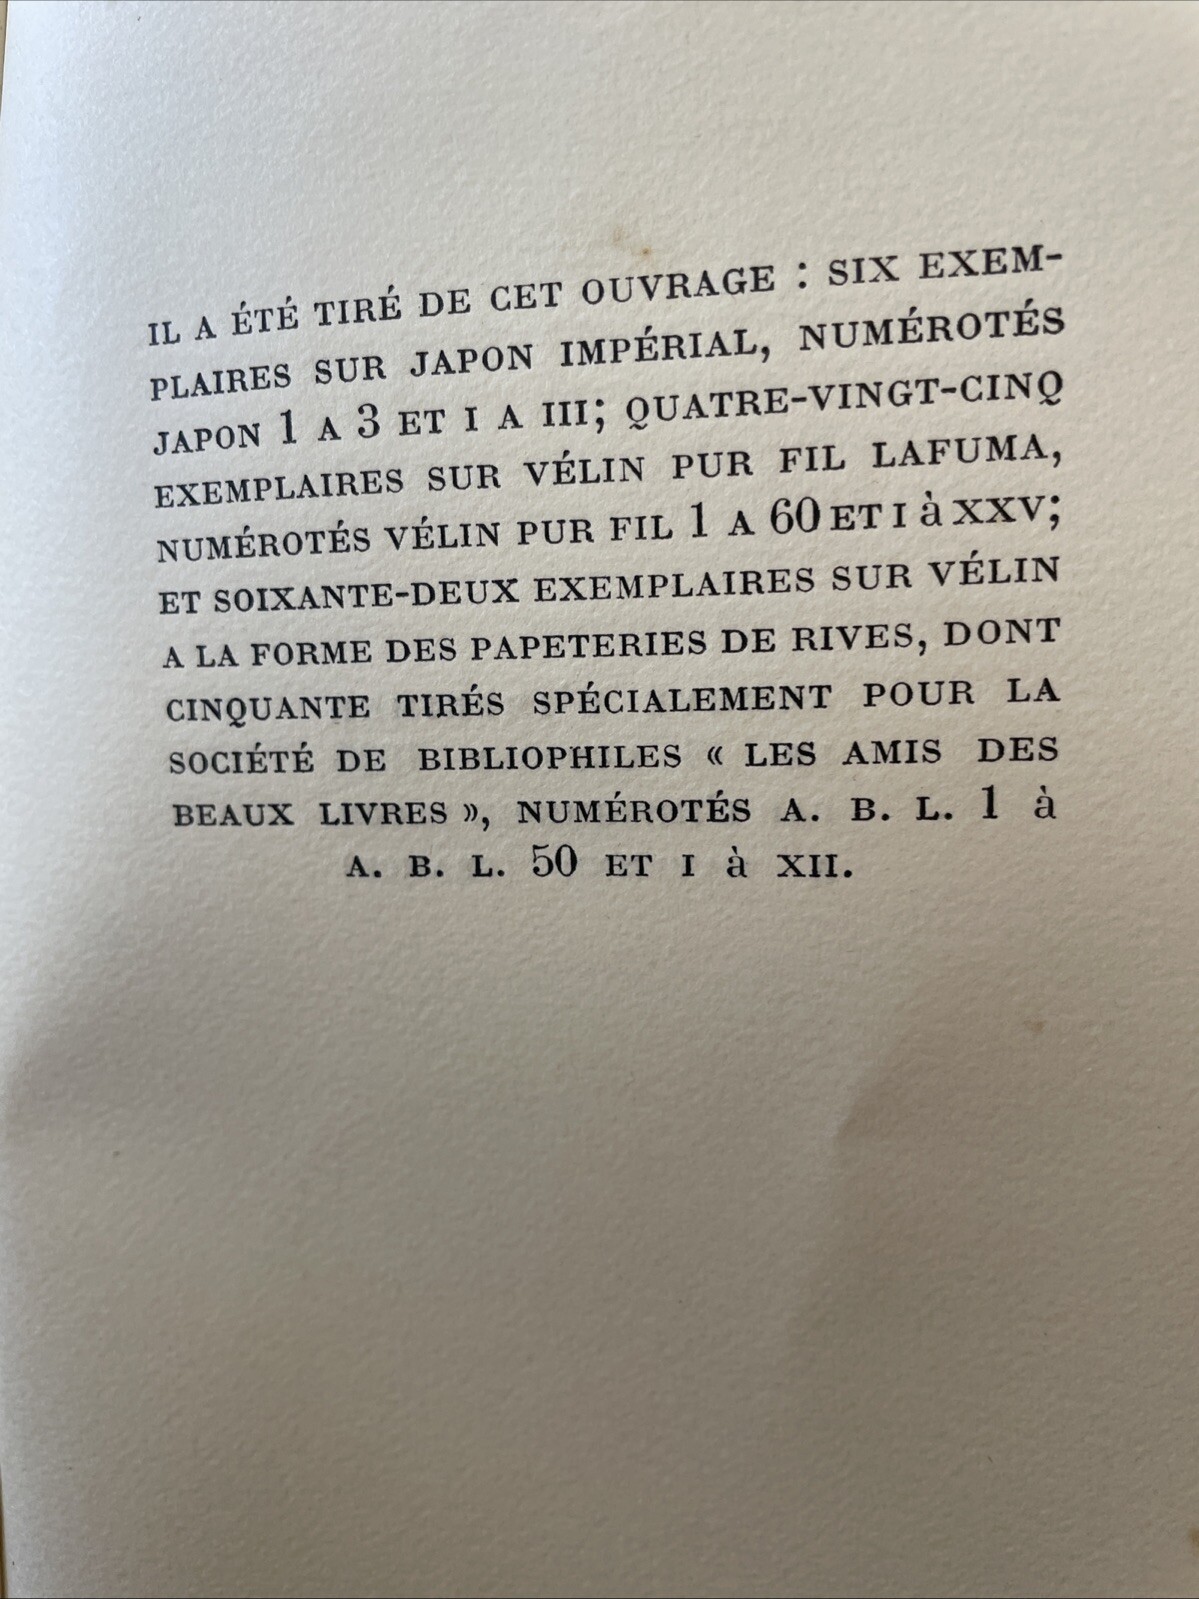 IL A ÉTÉ TIRÉ DE CET OUVRAGE : SIX EXEM-
PLAIRES SUR JAPON IMPÉRIAL, NUMÉROTÉS
JAPON 1 A 3 ET I A III; QUATRE-VINGT-CINQ
EXEMPLAIRES SUR VÉLIN PUR FIL LAFUMA,
NUMÉROTÉS VÉLIN PUR FIL 1 A 60 ET I à XXV;
ET SOIXANTE-DEUX EXEMPLAIRES SUR VÉLIN
A LA FORME DES PAPETERIES DE RIVES, DONT
CINQUANTE TIRÉS SPÉCIALEMENT POUR LA
SOCIÉTÉ DE BIBLIOPHILES « LES AMIS DES
BEAUX LIVRES », NUMÉROTÉS A. B. L. 1 à
A. B. L. 50 ET I à XII.